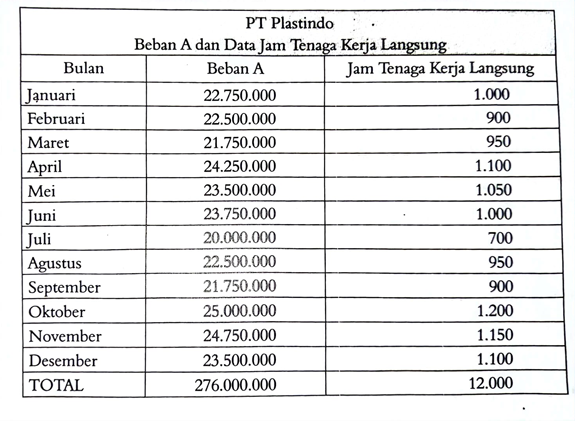 PT Plastindo
Beban A dan Data Jam Tenaga Kerja Langsung
Bulan Beban A Jam Tenaga Kerja Langsung
Januari 22.750.000 1.000
Februari 22.500.000 900
Maret 21.750.000 950
April 24.250.000 1.100
Mei 23.500.000 1.050
Juni 23.750.000 1.000
Juli 20.000.000 700
Agustus 22.500.000 950
September 21.750.000 900
Oktober 25.000.000 1.200
November 24.750.000 1.150
Desember 23.500.000 1.100
TOTAL 276.000.000 12.000